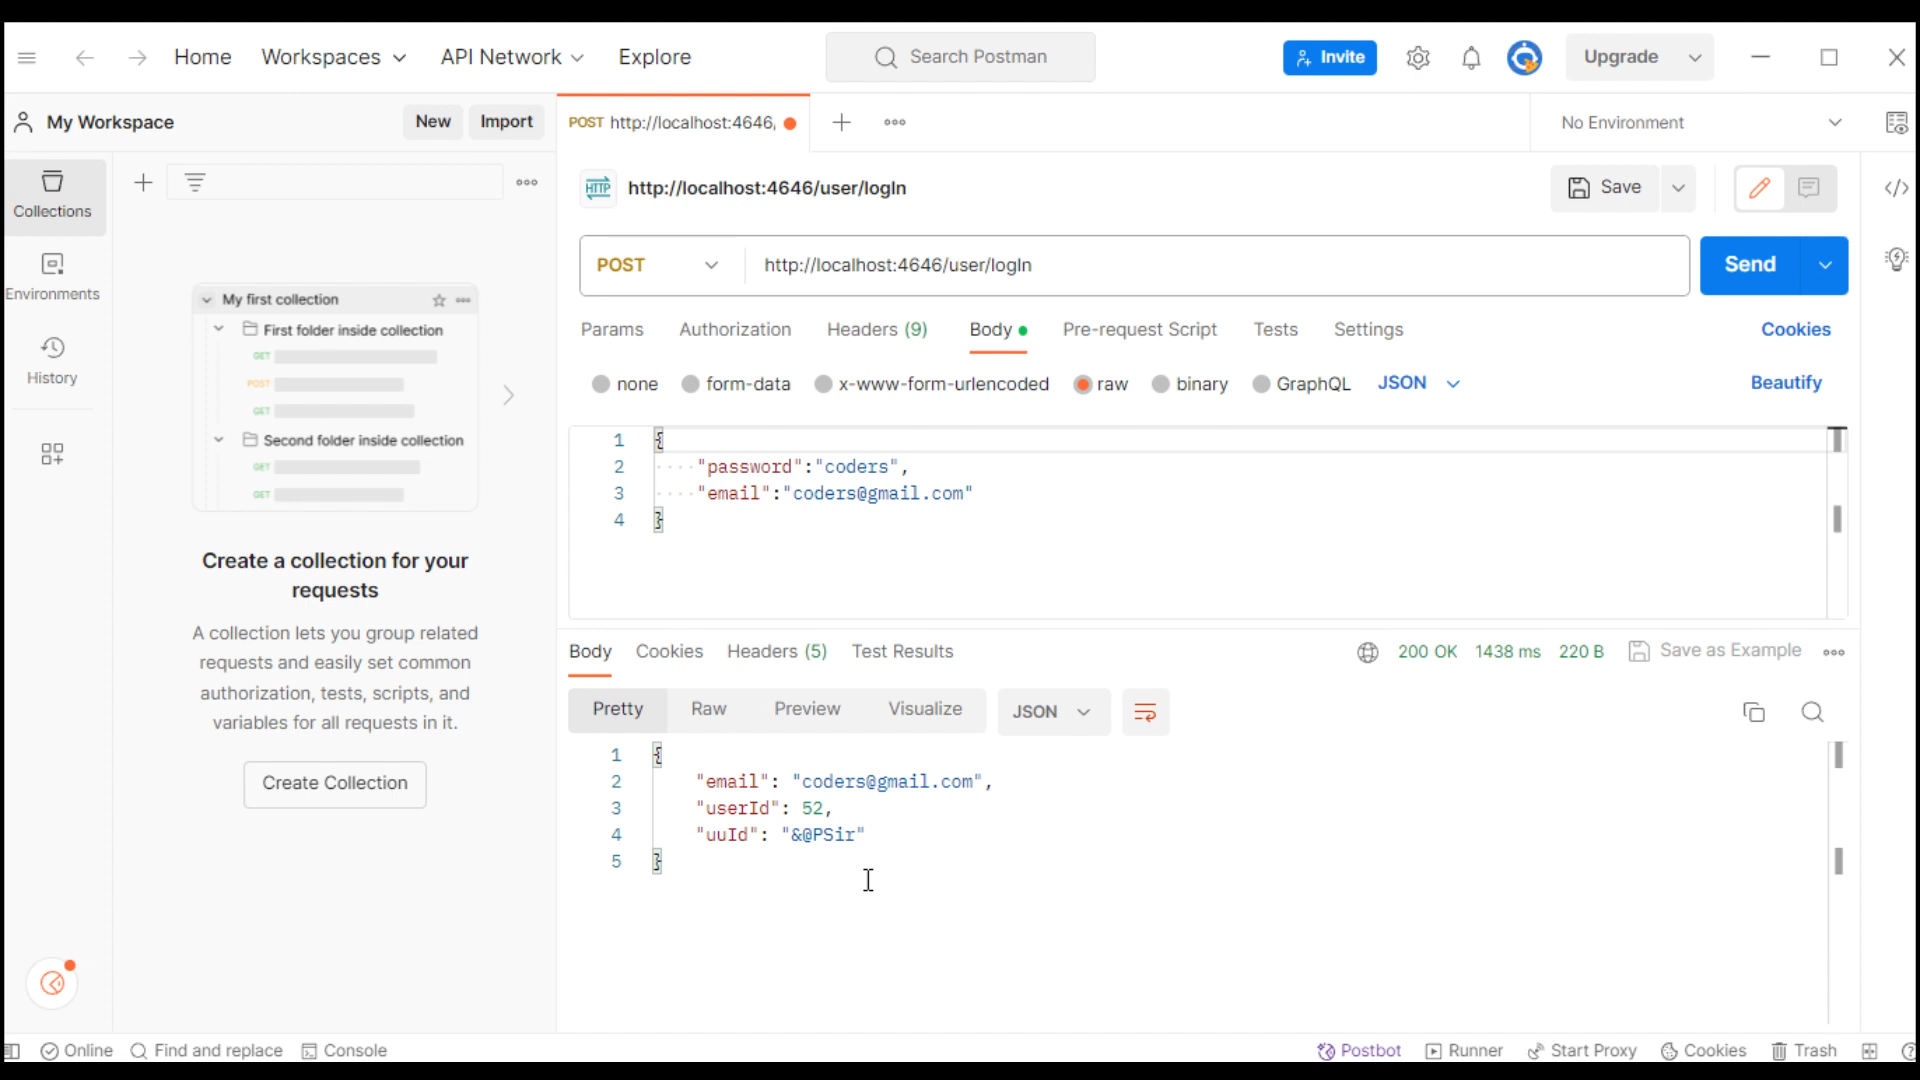 Home Workspaces API Network Explore Search Postman Invite Upgrade
My Workspace New Import POST http://localhost:4646, No Environment
Collections
Environments
History
My first collection
First folder inside collection
GET
POST
GET
Second folder inside collection
GET
GET
Create a collection for your
requests
A collection lets you group related
requests and easily set common
authorization, tests, scripts, and
variables for all requests in it.
Create Collection
HTTP http://localhost:4646/user/logIn Save
POST http://localhost:4646/user/logIn Send
Params Authorization Headers (9) Body Pre-request Script Tests Settings Cookies
none form-data x-www-form-urlencoded raw binary GraphQL JSON Beautify
1 {
2 "password":"coders",
3 "email":"coders@gmail.com"
4 }
Body Cookies Headers (5) Test Results 200 OK 1438 ms 220 B Save as Example
Pretty Raw Preview Visualize JSON
1 {
2 "email": "coders@gmail.com",
3 "userId": 52,
4 "uuId": "&@PSir"
5 }
Online Find and replace Console Postbot Runner Start Proxy Cookies Trash